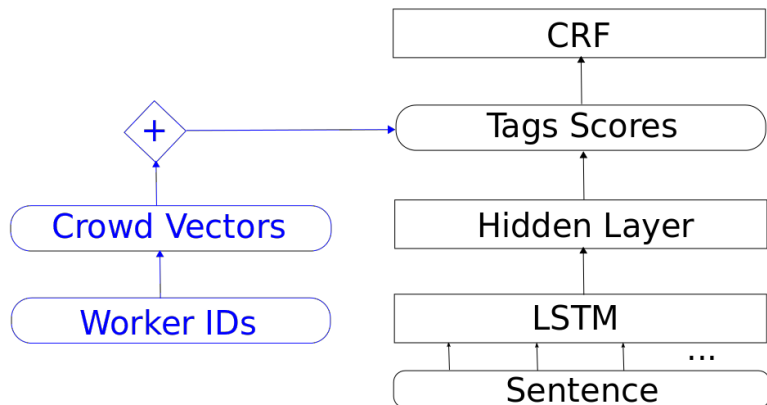 CRF
+
Tags Scores
Crowd Vectors
Hidden Layer
Worker IDs
LSTM
...
Sentence